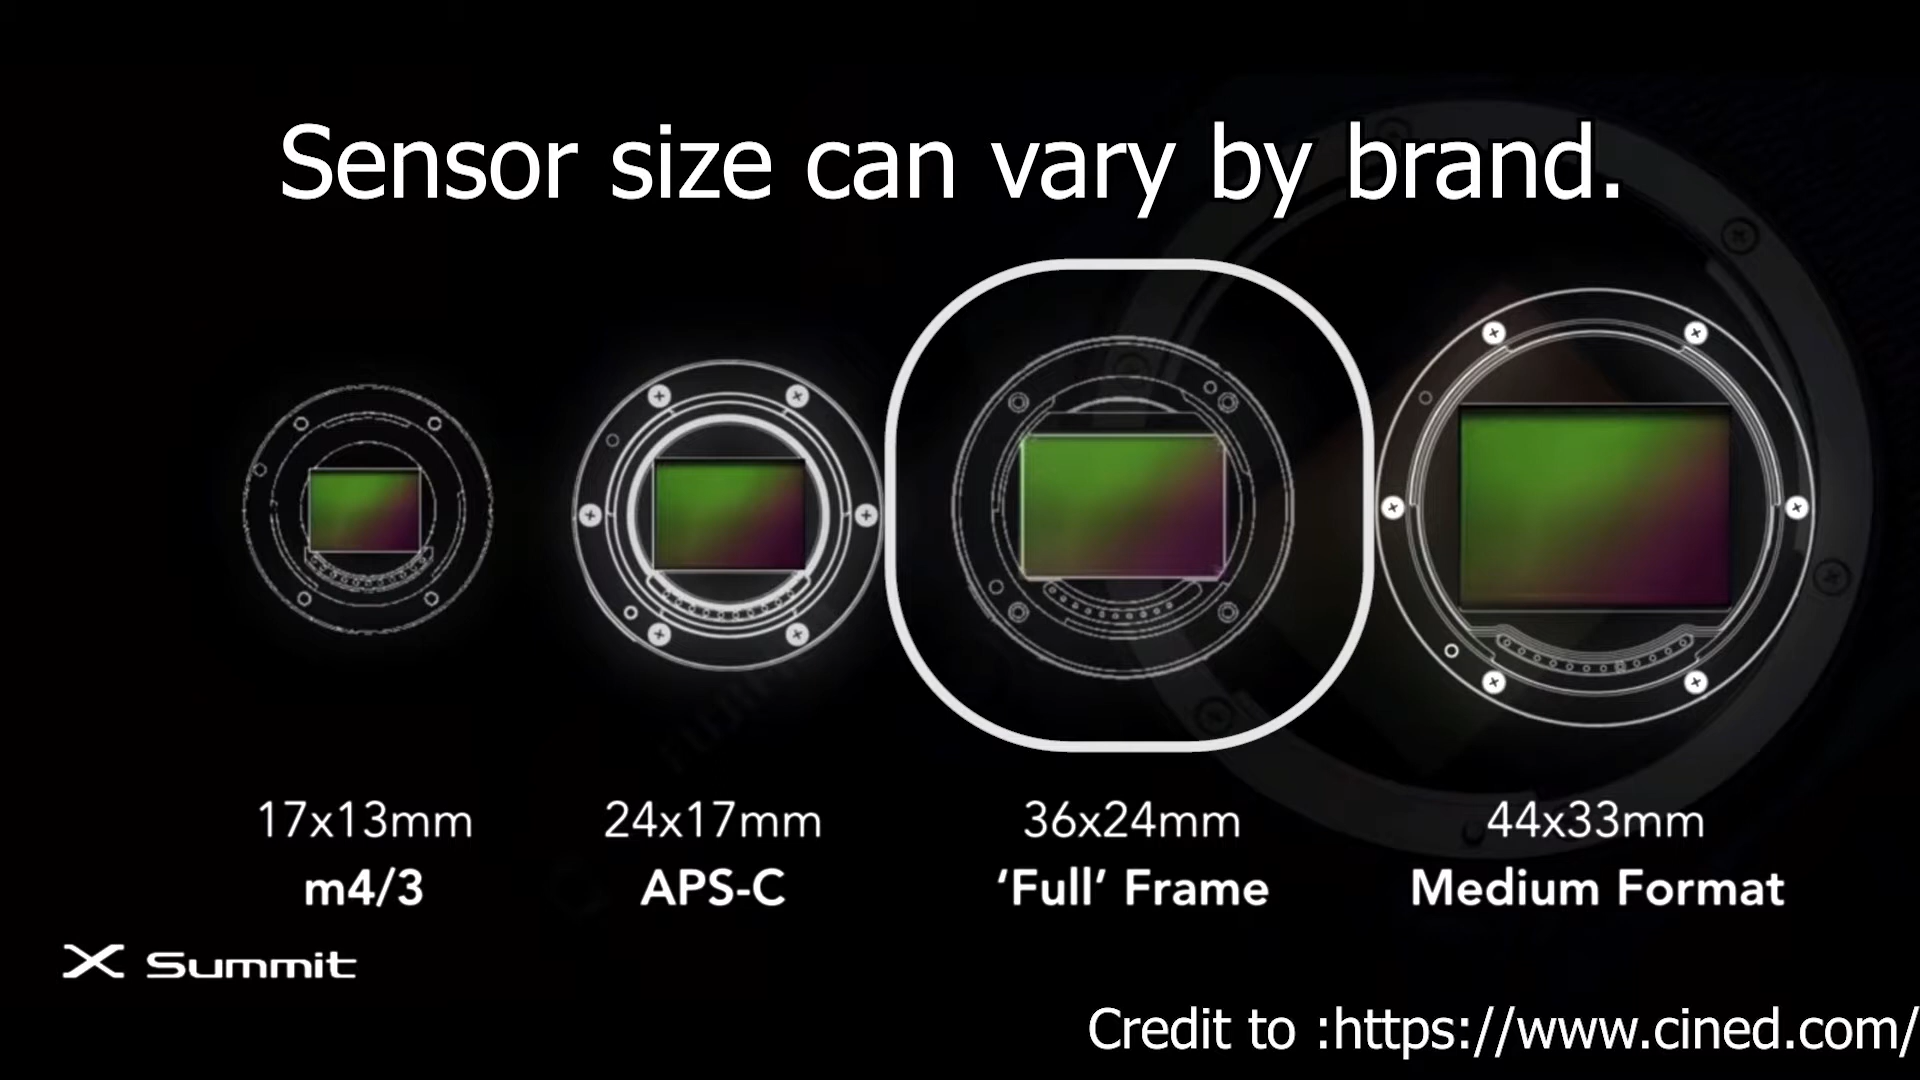 Sensor size can vary by brand.
17x13mm
m4/3
24x17mm
APS-C
36x24mm
‘Full’ Frame
44x33mm
Medium Format
X Summit
Credit to :https://www.cined.com/